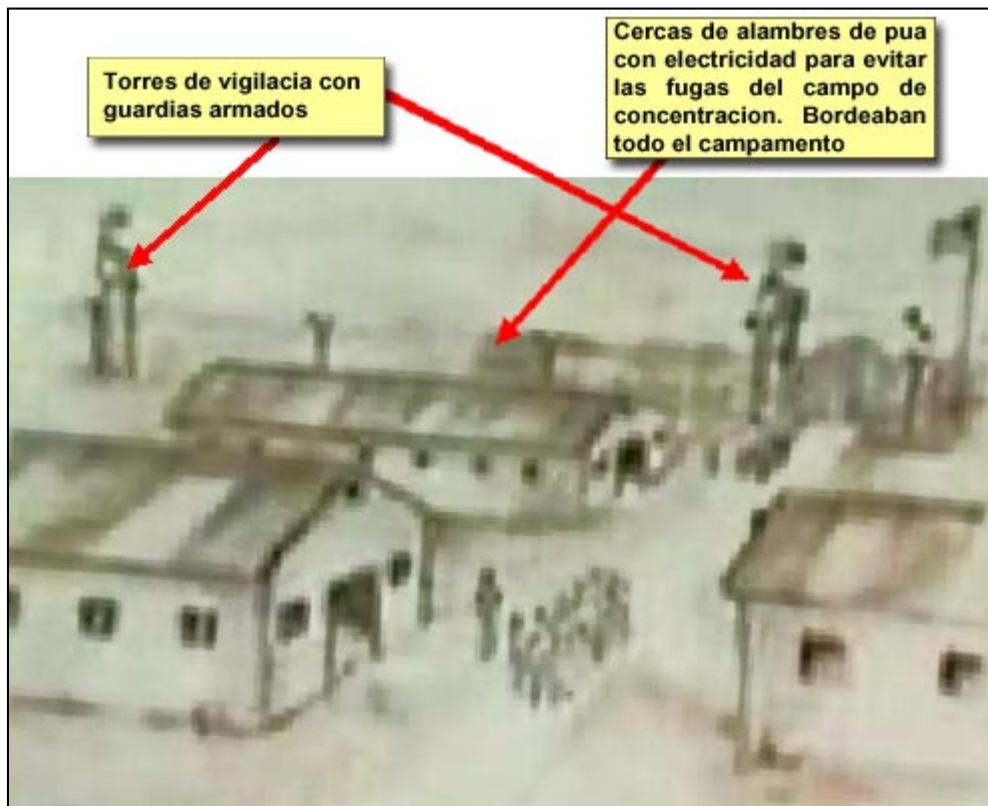 Torres de vigilacia con
guardias armados
Cercas de alambres de pua
con electricidad para evitar
las fugas del campo de
concentracion. Bordeaban
todo el campamento